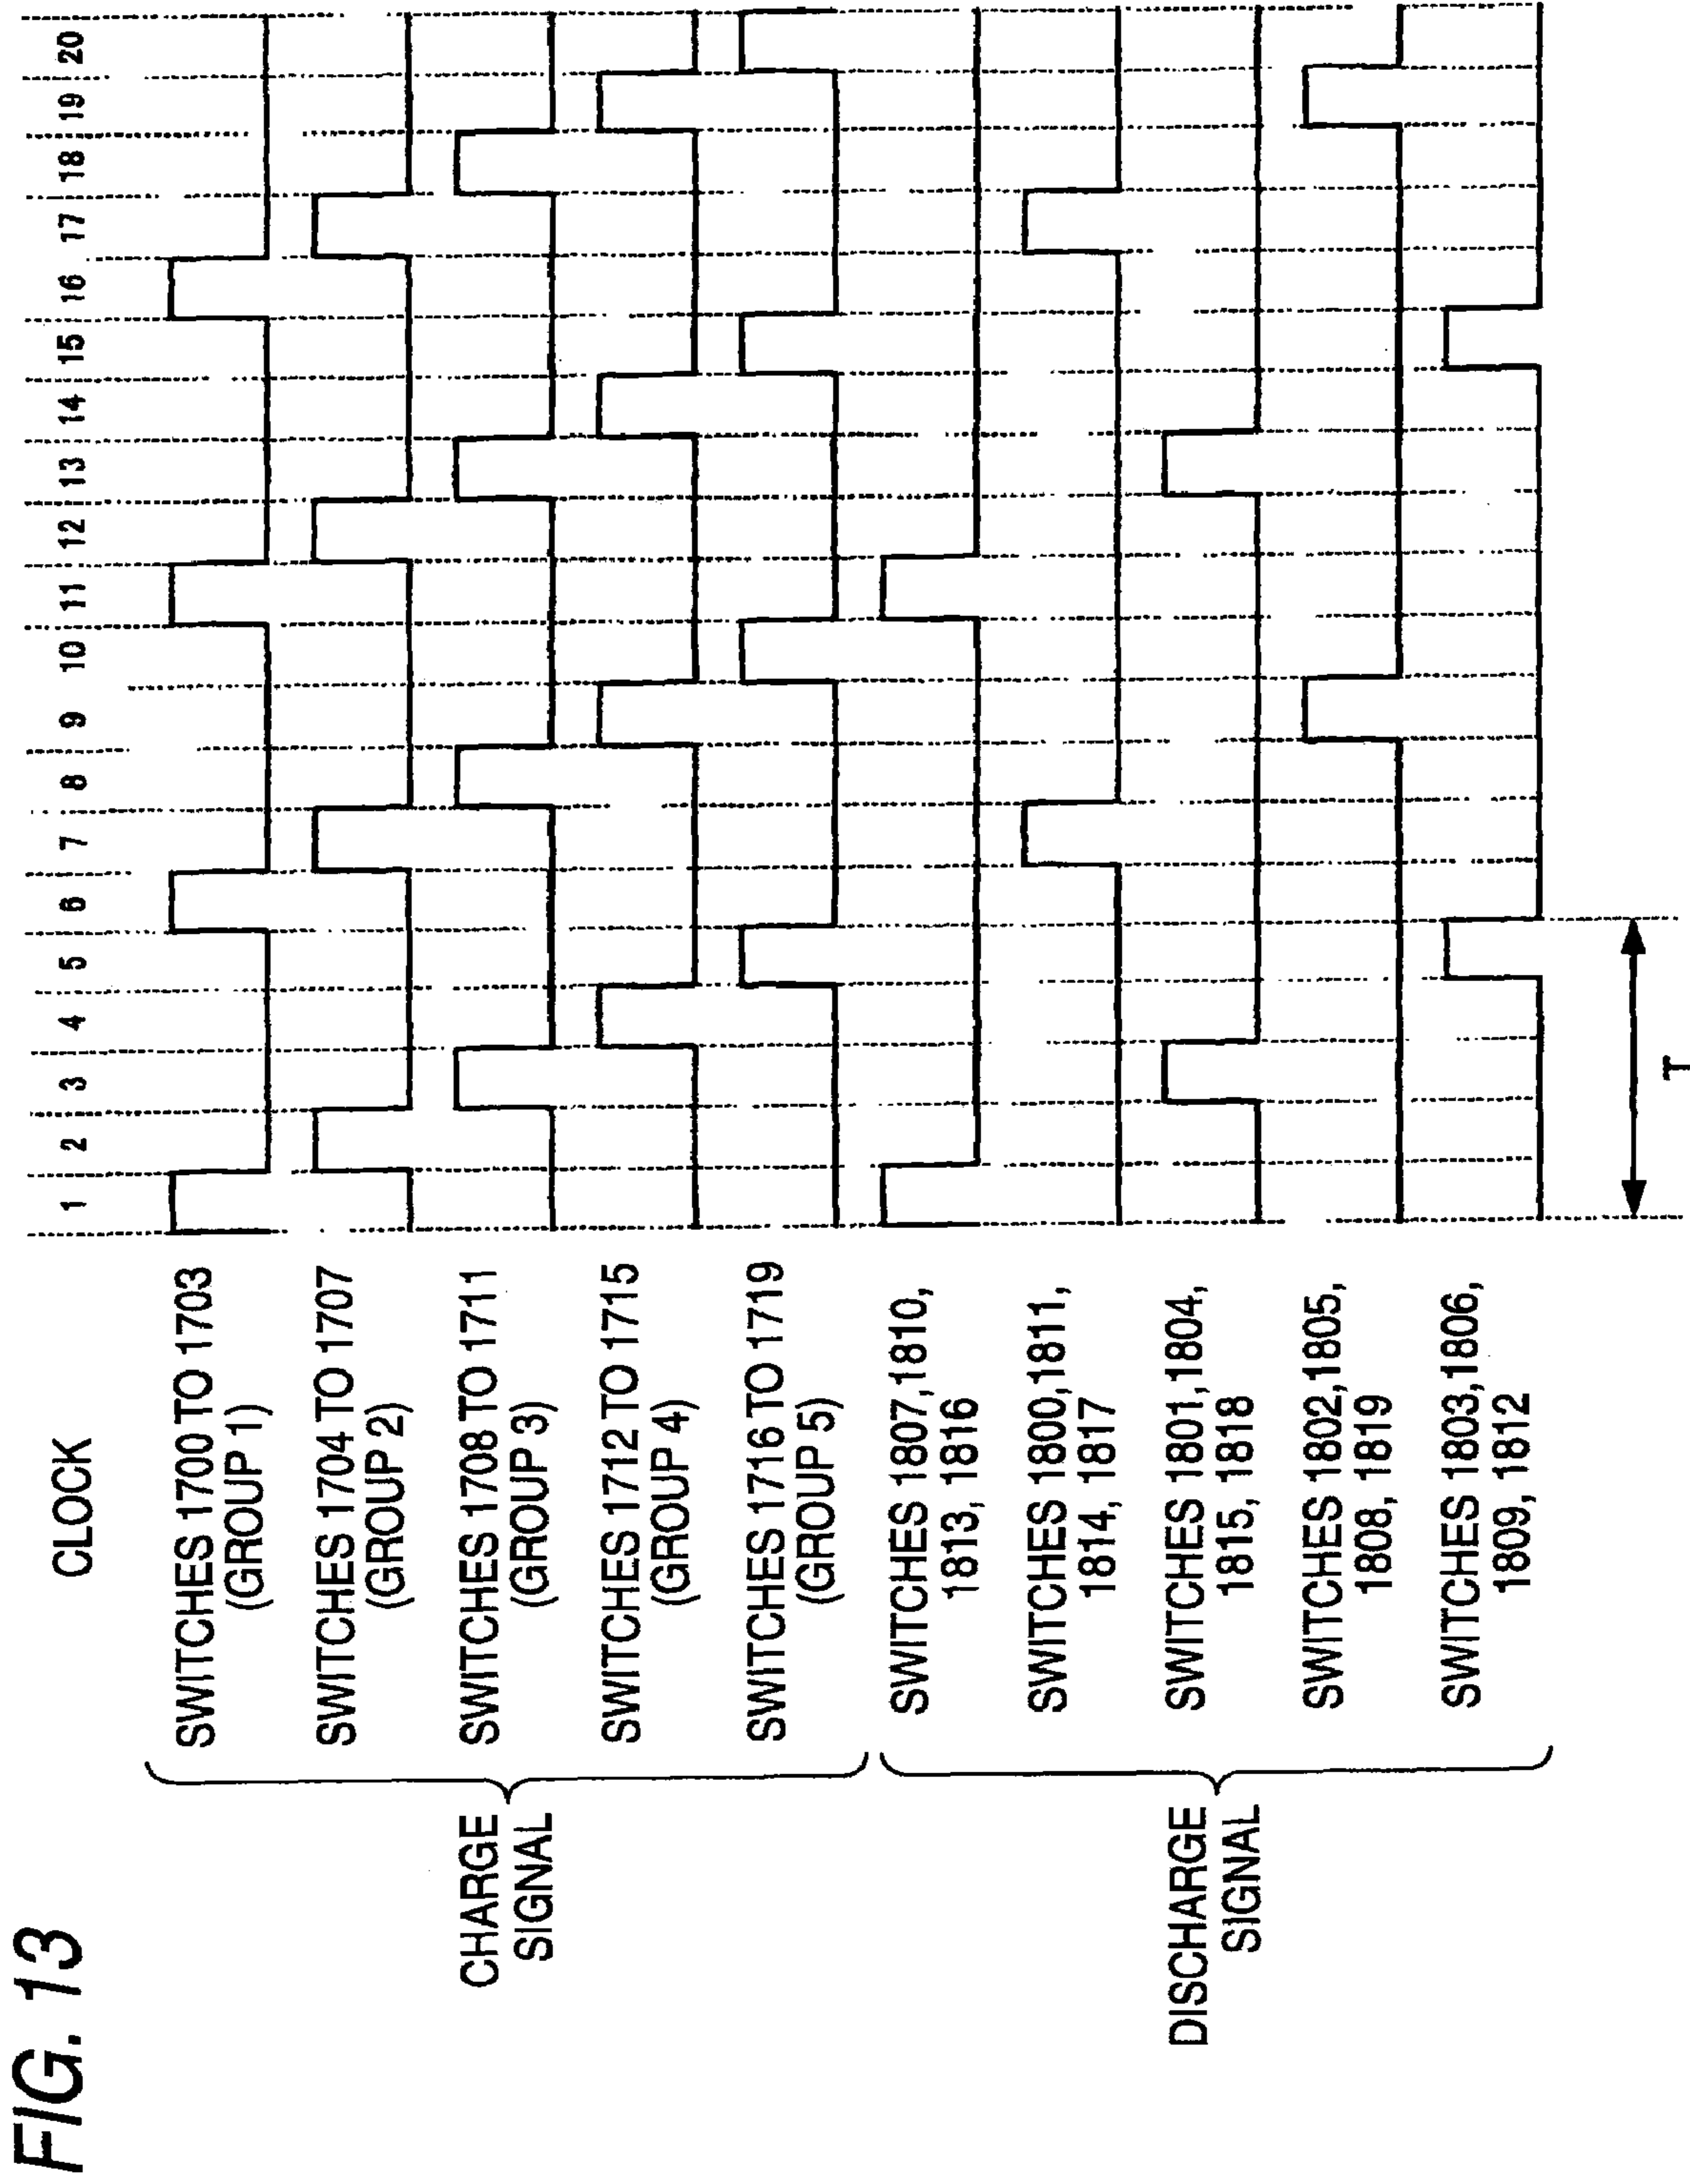 FIG. 13
CLOCK
1 2 3 4 5 6 7 8 9 10 11 12 13 14 15 16 17 18 19 20
CHARGE
SIGNAL
SWITCHES 1700 TO 1703
(GROUP 1)
SWITCHES 1704 TO 1707
(GROUP 2)
SWITCHES 1708 TO 1711
(GROUP 3)
SWITCHES 1712 TO 1715
(GROUP 4)
SWITCHES 1716 TO 1719
(GROUP 5)
DISCHARGE
SIGNAL
SWITCHES 1807,1810,
1813, 1816
SWITCHES 1800,1811,
1814, 1817
SWITCHES 1801,1804,
1815, 1818
SWITCHES 1802,1805,
1808, 1819
SWITCHES 1803,1806,
1809, 1812
T